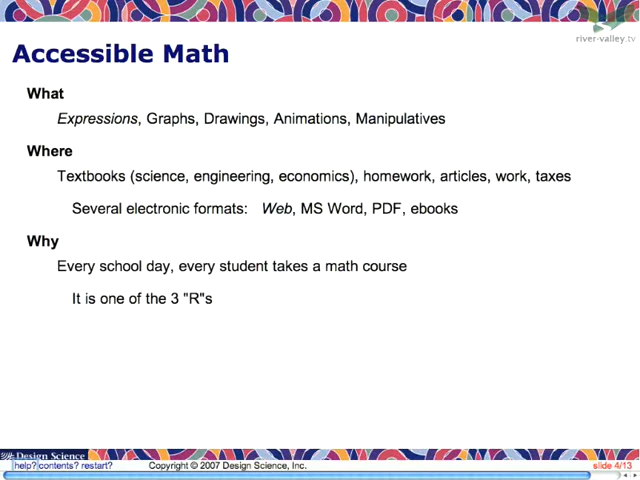 river-valley.tv
Accessible Math
What
Expressions, Graphs, Drawings, Animations, Manipulatives
Where
Textbooks (science, engineering, economics), homework, articles, work, taxes
Several electronic formats: Web, MS Word, PDF, ebooks
Why
Every school day, every student takes a math course
It is one of the 3 "R"s
Design Science
help? contents? restart? Copyright © 2007 Design Science, Inc. slide 4/13